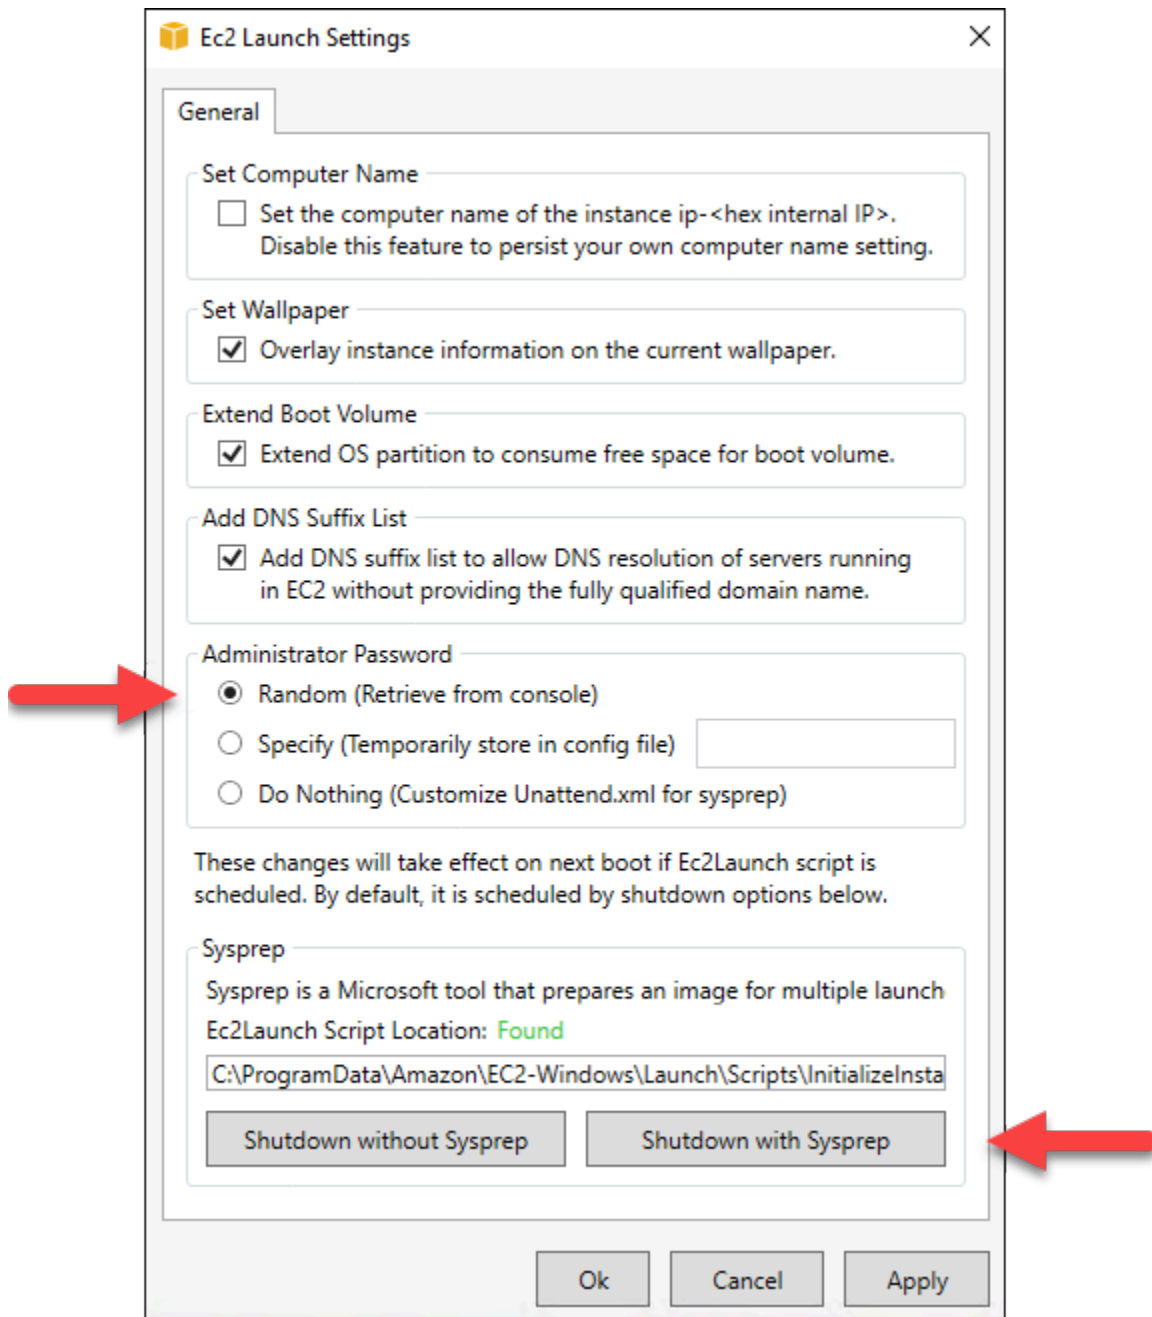 Ec2 Launch Settings
General
Set Computer Name
Set the computer name of the instance ip-<hex internal IP>.
Disable this feature to persist your own computer name setting.
Set Wallpaper
Overlay instance information on the current wallpaper.
Extend Boot Volume
Extend OS partition to consume free space for boot volume.
Add DNS Suffix List
Add DNS suffix list to allow DNS resolution of servers running
in EC2 without providing the fully qualified domain name.
Administrator Password
Random (Retrieve from console)
Specify (Temporarily store in config file)
Do Nothing (Customize Unattend.xml for sysprep)
These changes will take effect on next boot if Ec2Launch script is
scheduled. By default, it is scheduled by shutdown options below.
Sysprep
Sysprep is a Microsoft tool that prepares an image for multiple launch
Ec2Launch Script Location: Found
C:\ProgramData\Amazon\EC2-Windows\Launch\Scripts\InitializeInsta
Shutdown without Sysprep
Shutdown with Sysprep
Ok
Cancel
Apply